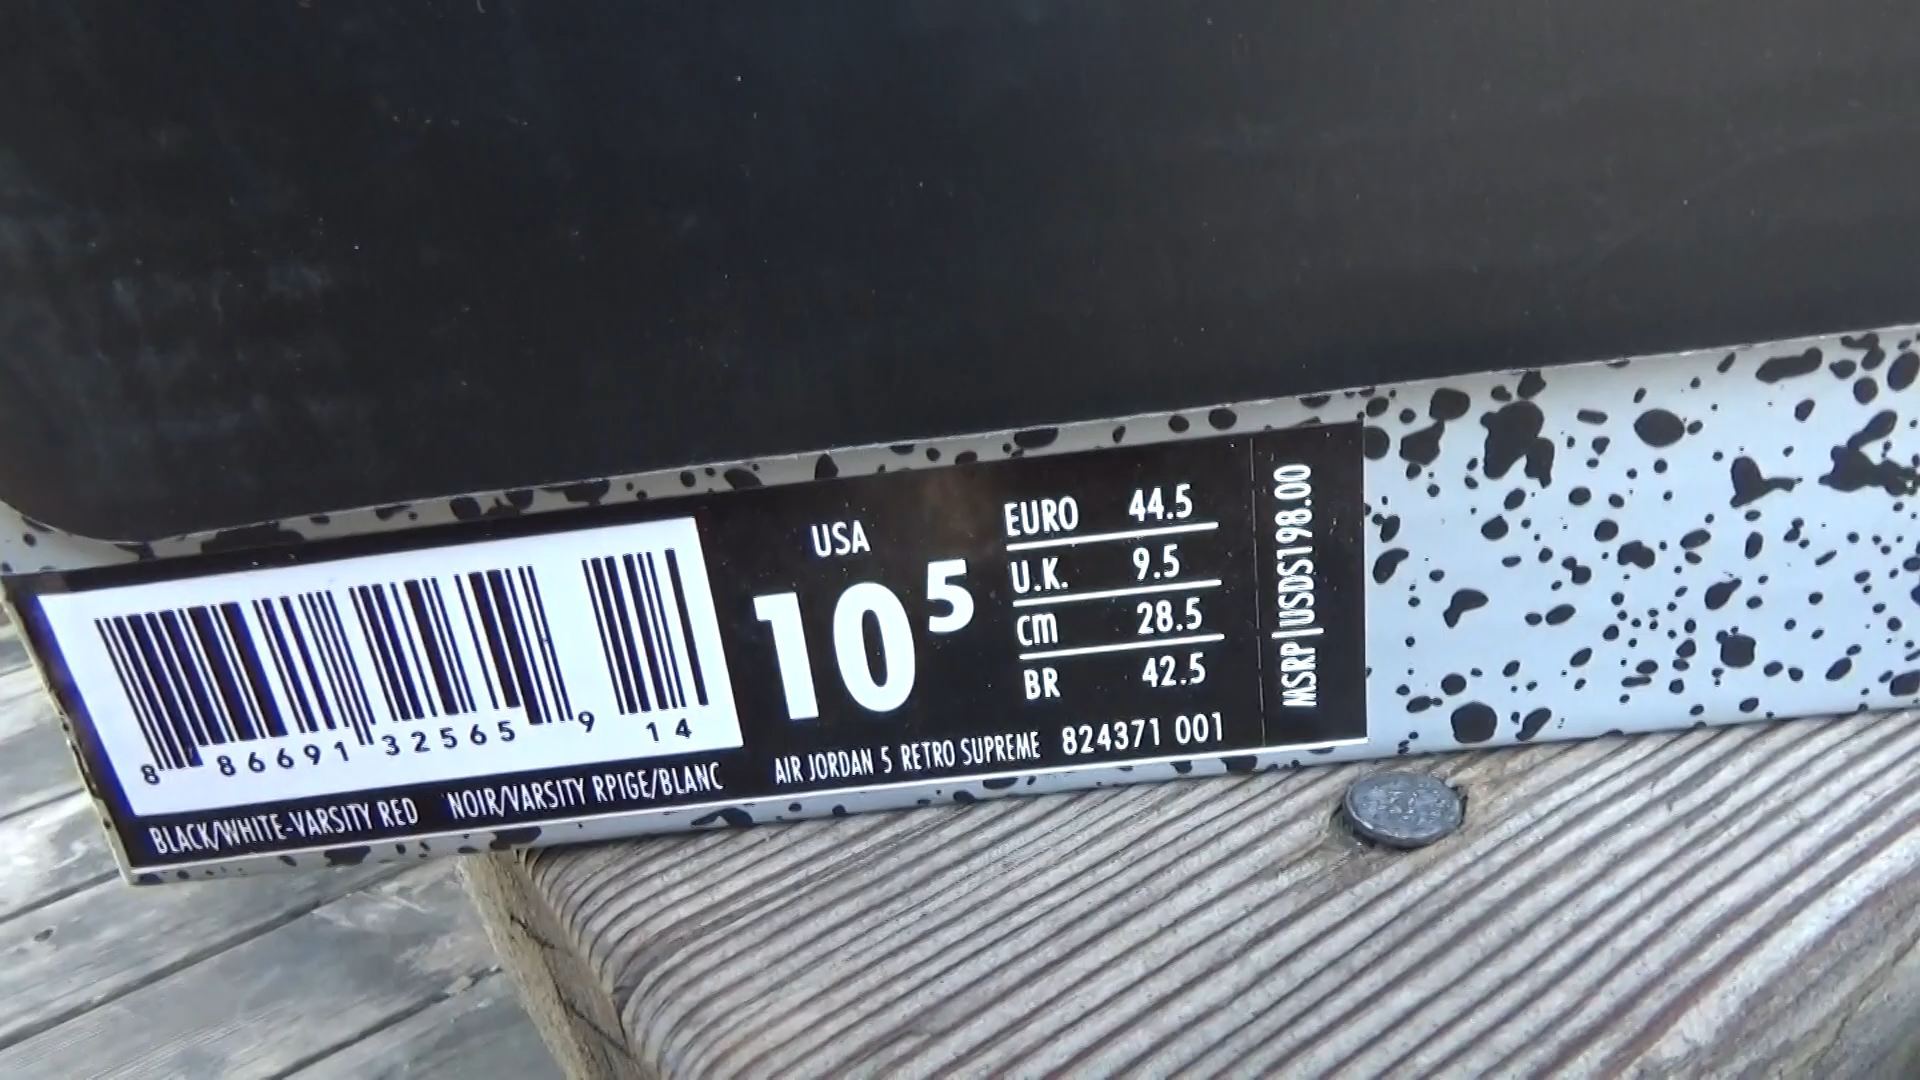 USA
10 5
EURO 44.5
U.K. 9.5
cm 28.5
BR 42.5
MSRP|USD$198.00
8 86691 32565 9 14
AIR JORDAN 5 RETRO SUPREME 824371 001
BLACK/WHITE-VARSITY RED NOIR/VARSITY RPIGE/BLANC